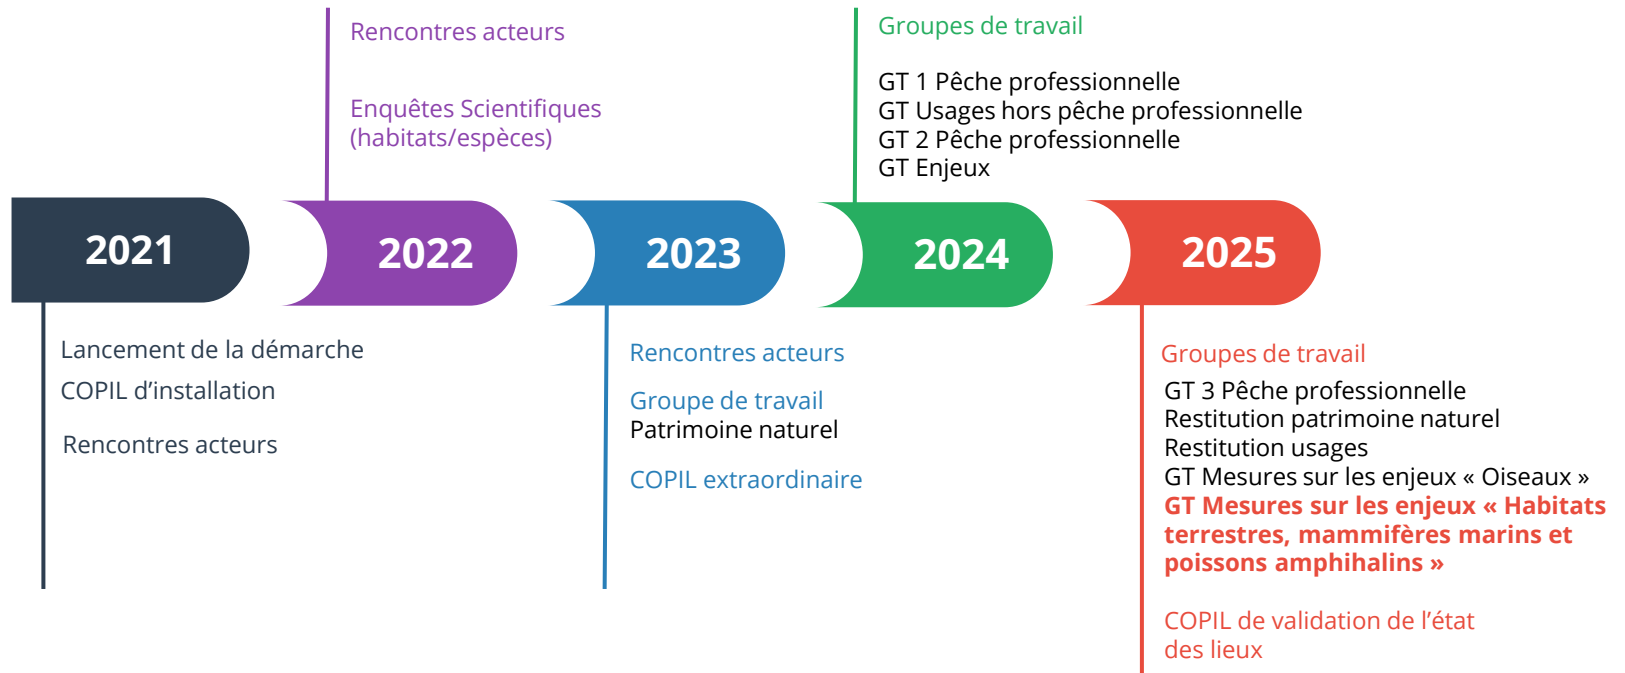 Rencontres acteurs
Enquêtes Scientifiques
(habitats/espèces)
Groupes de travail
GT 1 Pêche professionnelle
GT Usages hors pêche professionnelle
GT 2 Pêche professionnelle
GT Enjeux
2021
2022
2023
2024
2025
Lancement de la démarche
COPIL d’installation
Rencontres acteurs
Rencontres acteurs
Groupe de travail
Patrimoine naturel
COPIL extraordinaire
Groupes de travail
GT 3 Pêche professionnelle
Restitution patrimoine naturel
Restitution usages
GT Mesures sur les enjeux « Oiseaux »
GT Mesures sur les enjeux « Habitats
terrestres, mammifères marins et
poissons amphihalins »
COPIL de validation de l’état
des lieux